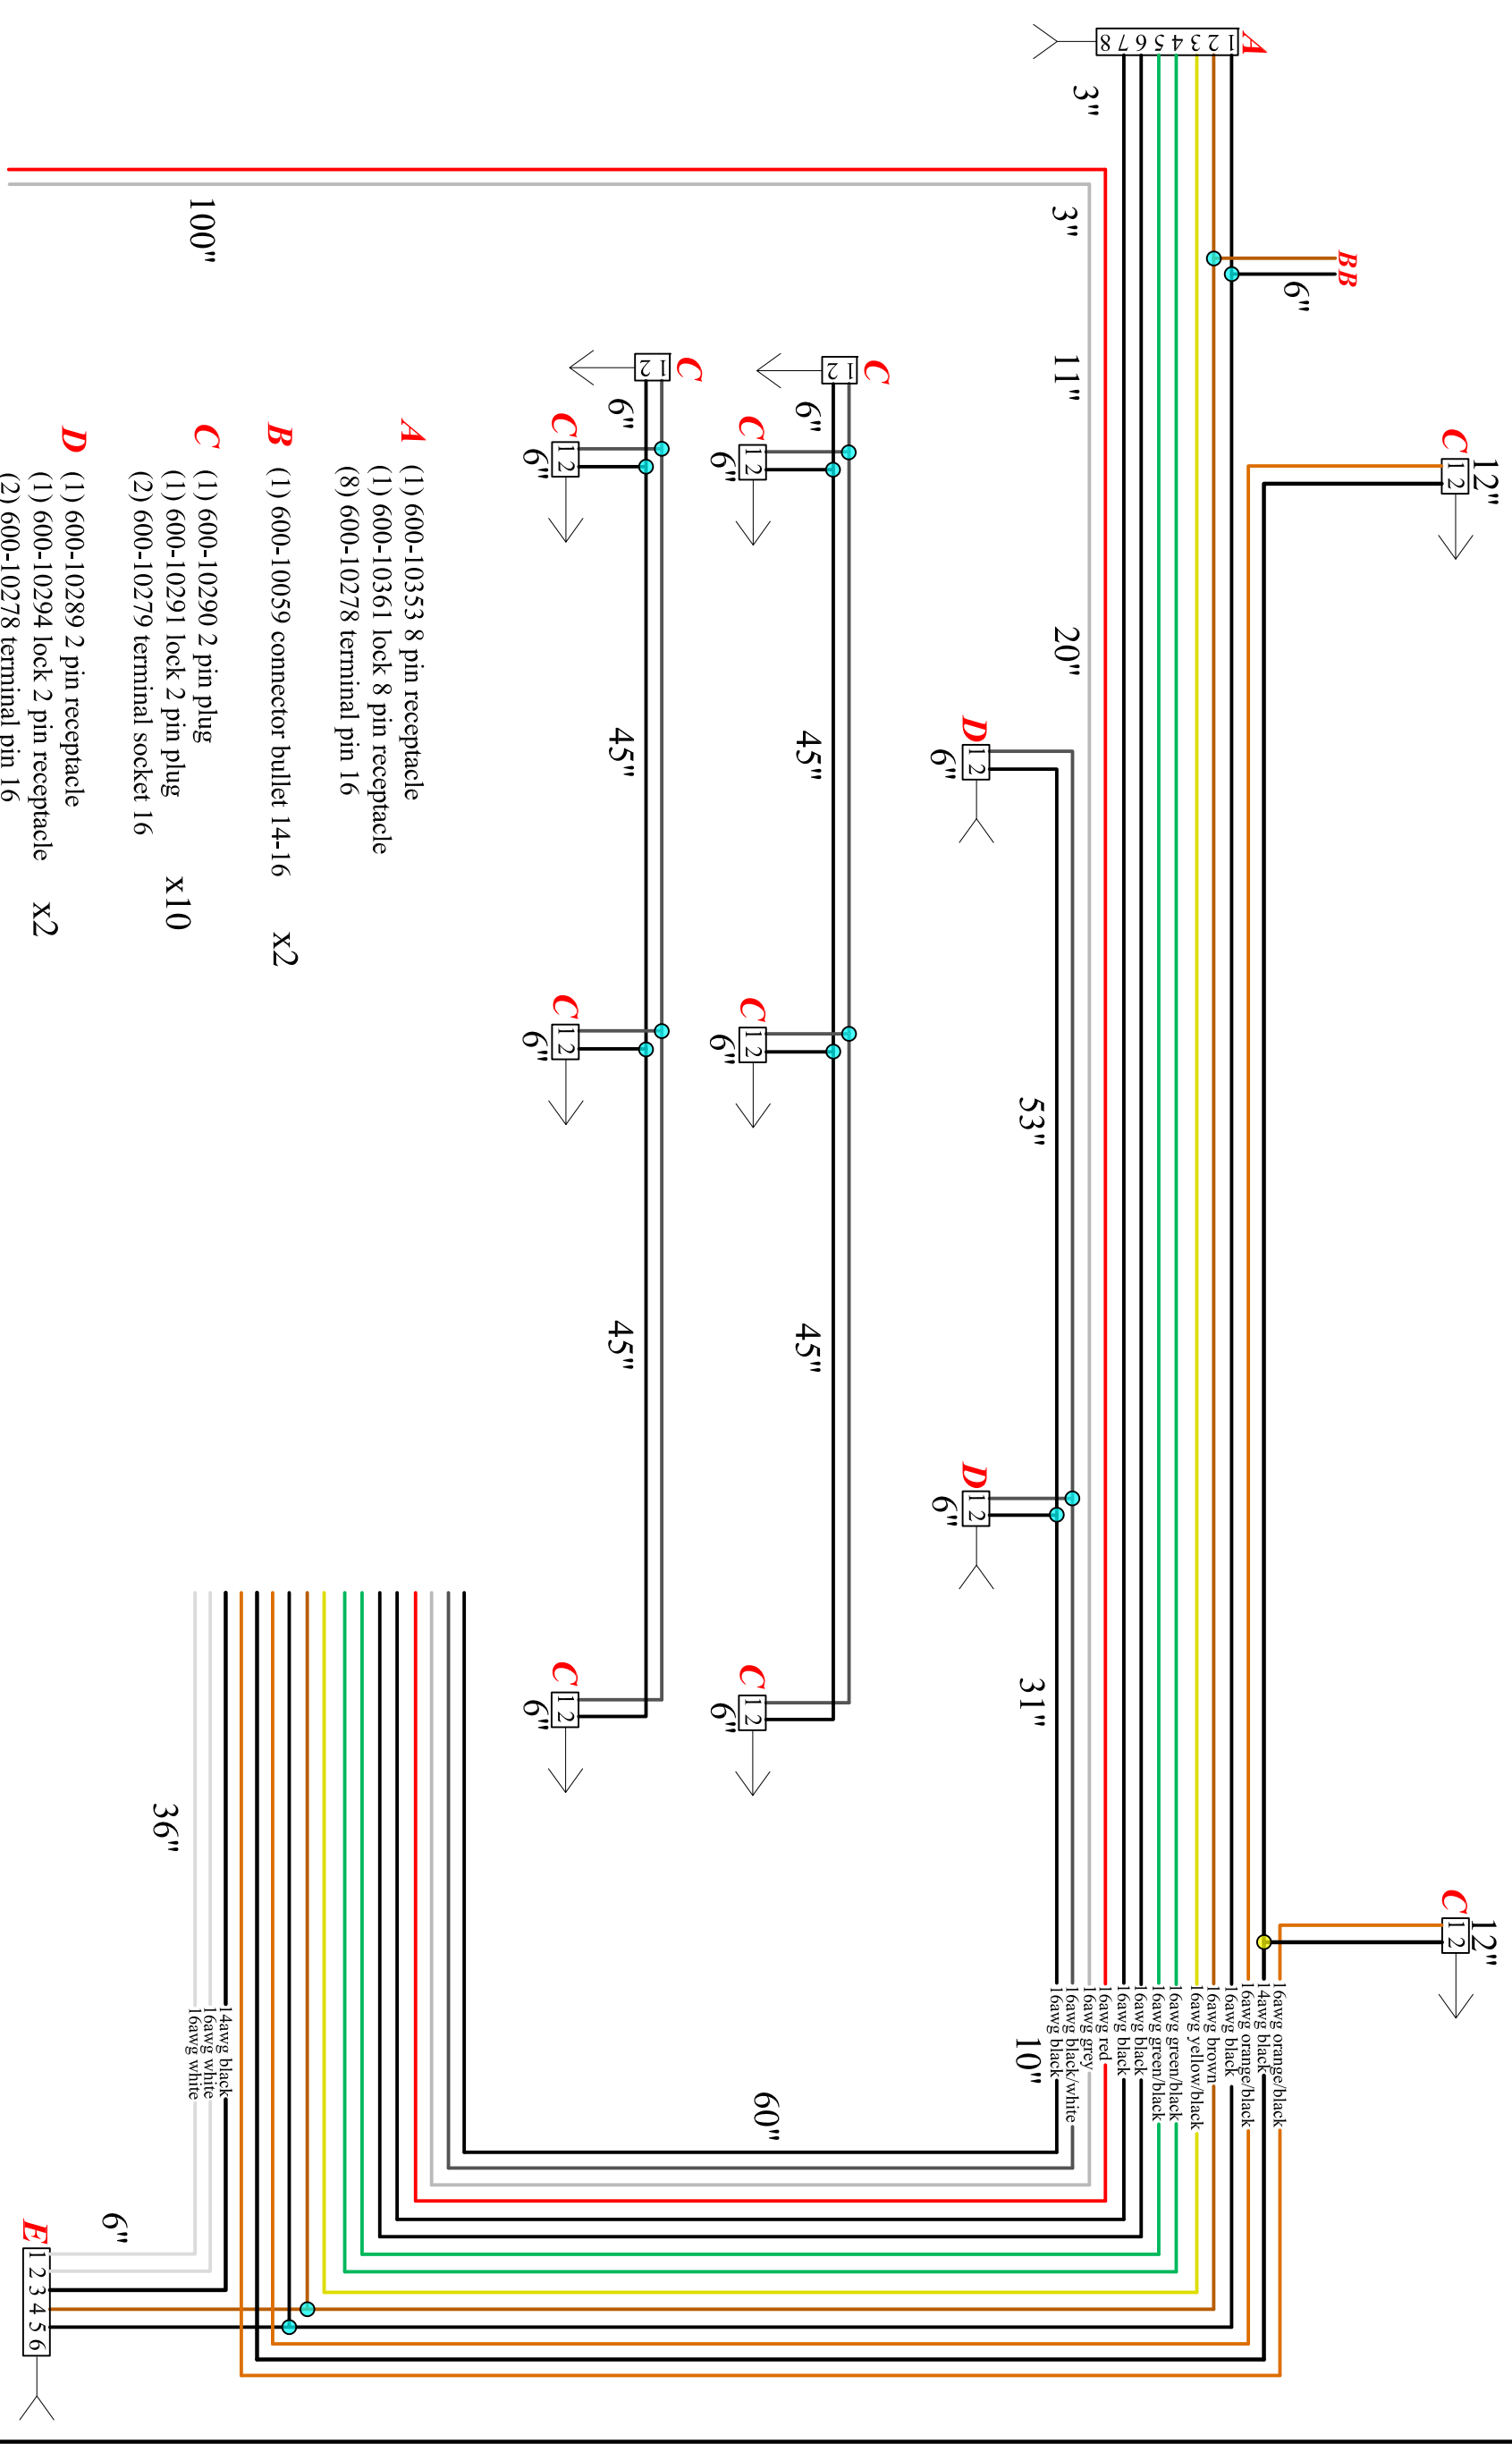 12"
12"
C
1 2
C
1 2
B
B
6"
A
1
2
3
4
5
6
7
8
3"
16awg orange/black
14awg black
16awg orange/black
16awg black
16awg brown
16awg yellow/black
16awg green/black
16awg green/black
16awg black
16awg black
16awg red
16awg grey
16awg black/white
16awg black
3"
11"
20"
53"
31"
10"
D
1 2
6"
D
1 2
6"
C
1
2
6"
45"
45"
60"
C
1 2
6"
C
1 2
6"
C
1 2
6"
C
1
2
6"
45"
45"
C
1 2
6"
C
1 2
6"
C
1 2
6"
A
(1) 600-10353 8 pin receptacle
(1) 600-10361 lock 8 pin receptacle
(8) 600-10278 terminal pin 16
B
(1) 600-10059 connector bullet 14-16
x2
C
(1) 600-10290 2 pin plug
(1) 600-10291 lock 2 pin plug
(2) 600-10279 terminal socket 16
x10
D
(1) 600-10289 2 pin receptacle
(1) 600-10294 lock 2 pin receptacle
(2) 600-10278 terminal pin 16
x2
100"
14awg black
16awg white
16awg white
36"
6"
E
1 2 3 4 5 6